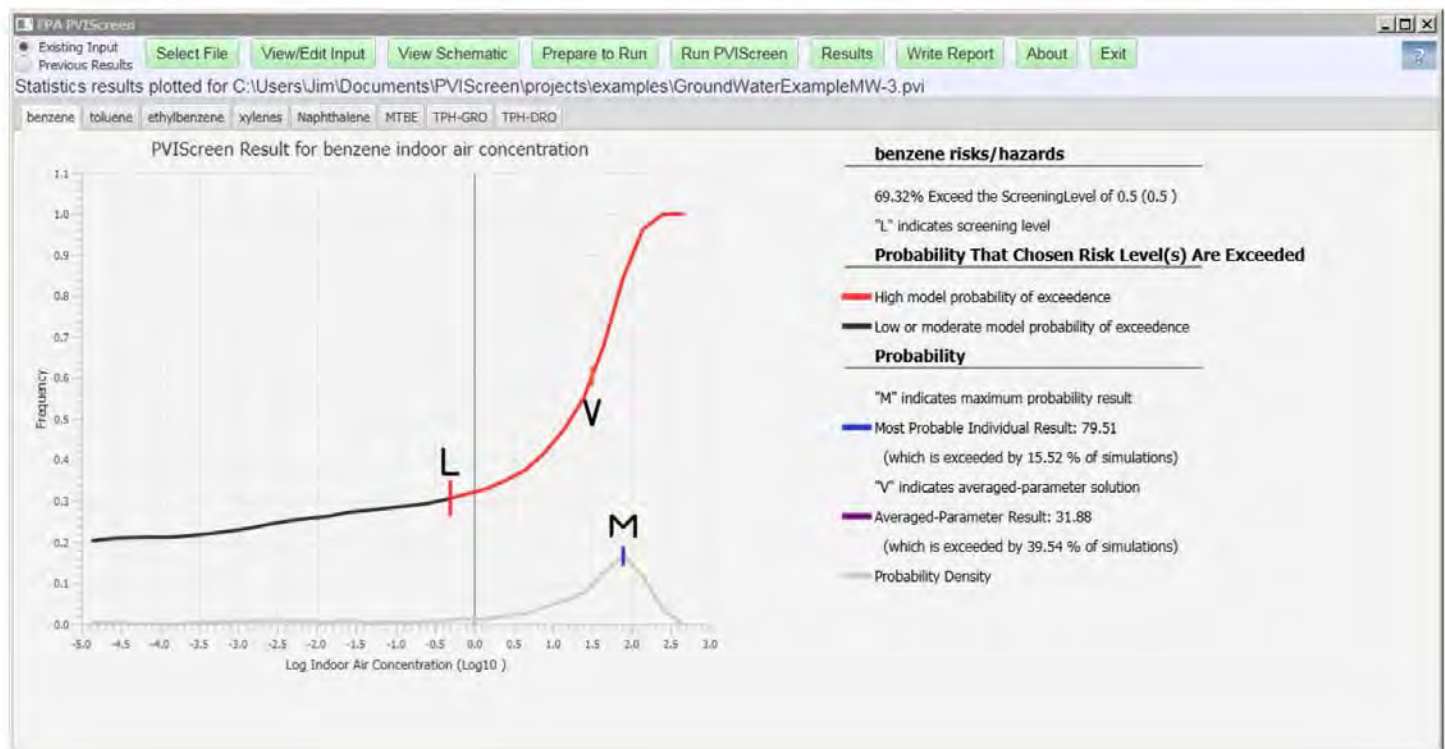 EPA PVIScreen
Existing Input
Previous Results
Select File View/Edit Input View Schematic Prepare to Run Run PVIScreen Results Write Report About Exit ?
Statistics results plotted for C:\Users\Jim\Documents\PVIScreen\projects\examples\GroundWaterExampleMW-3.pvi
benzene toluene ethylbenzene xylenes Naphthalene MTBE TPH-GRO TPH-DRO
PVIScreen Result for benzene indoor air concentration
1.1
1.0
0.9
0.8
0.7
0.6
0.5
0.4
0.3
0.2
0.1
0.0
Frequency
L
V
M
-5.0 -4.5 -4.0 -3.5 -3.0 -2.5 -2.0 -1.5 -1.0 -0.5 0.0 0.5 1.0 1.5 2.0 2.5 3.0
Log Indoor Air Concentration (Log10 )
benzene risks/hazards
69.32% Exceed the ScreeningLevel of 0.5 (0.5 )
"L" indicates screening level
Probability That Chosen Risk Level(s) Are Exceeded
High model probability of exceedence
Low or moderate model probability of exceedence
Probability
"M" indicates maximum probability result
Most Probable Individual Result: 79.51
(which is exceeded by 15.52 % of simulations)
"V" indicates averaged-parameter solution
Averaged-Parameter Result: 31.88
(which is exceeded by 39.54 % of simulations)
Probability Density